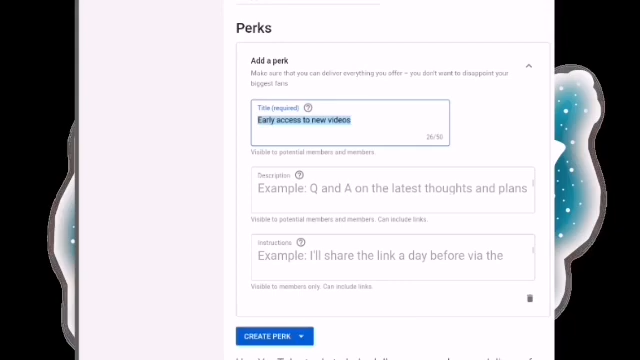 Perks
Add a perk
Make sure that you can deliver everything you offer – you don't want to disappoint your
biggest fans
Title (required)
Early access to new videos
26/50
Visible to potential members and members
Description
Example: Q and A on the latest thoughts and plans
Visible to potential members and members. Can include links.
Instructions
Example: I'll share the link a day before via the
Visible to members only. Can include links
CREATE PERK